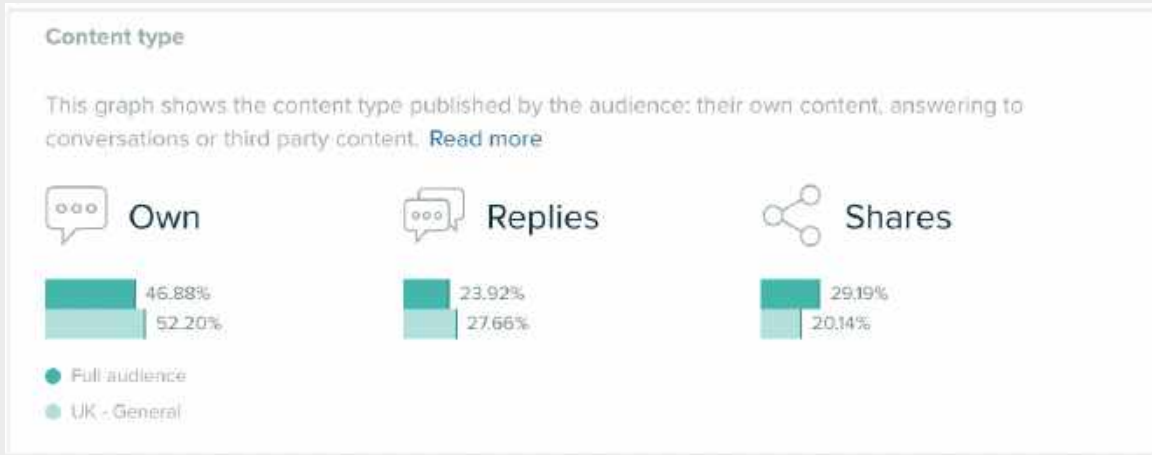 Content type
This graph shows the content type published by the audience: their own content, answering to
conversations or third party content. Read more
Own
Replies
Shares
46.88%
52.20%
23.92%
27.66%
29.19%
20.14%
Full audience
UK - General